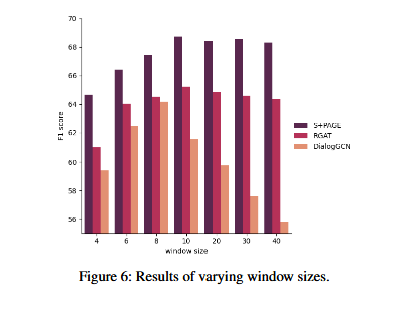 70
68
66
64
62
60
58
56
F1 score
4 6 8 10 20 30 40
window size
S+PAGE
RGAT
DialogGCN
Figure 6: Results of varying window sizes.